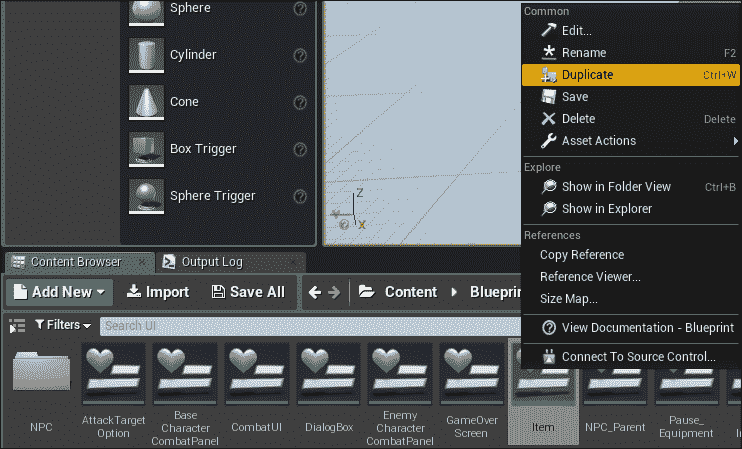 Sphere
Cylinder
Cone
Box Trigger
Sphere Trigger
Z
X
Common
Edit...
Rename F2
Duplicate Ctrl+W
Save
Delete Delete
Asset Actions
Explore
Show in Folder View Ctrl+B
Show in Explorer
References
Copy Reference
Reference Viewer...
Size Map...
View Documentation - Blueprint
Connect To Source Control...
Content Browser
Output Log
Add New
Import
Save All
Content
Blueprin
Filters
Search UI
NPC
AttackTarget
Option
Base
Character
CombatPanel
CombatUI
DialogBox
Enemy
Character
CombatPanel
GameOver
Screen
Item
NPC_Parent
Pause_
Equipment